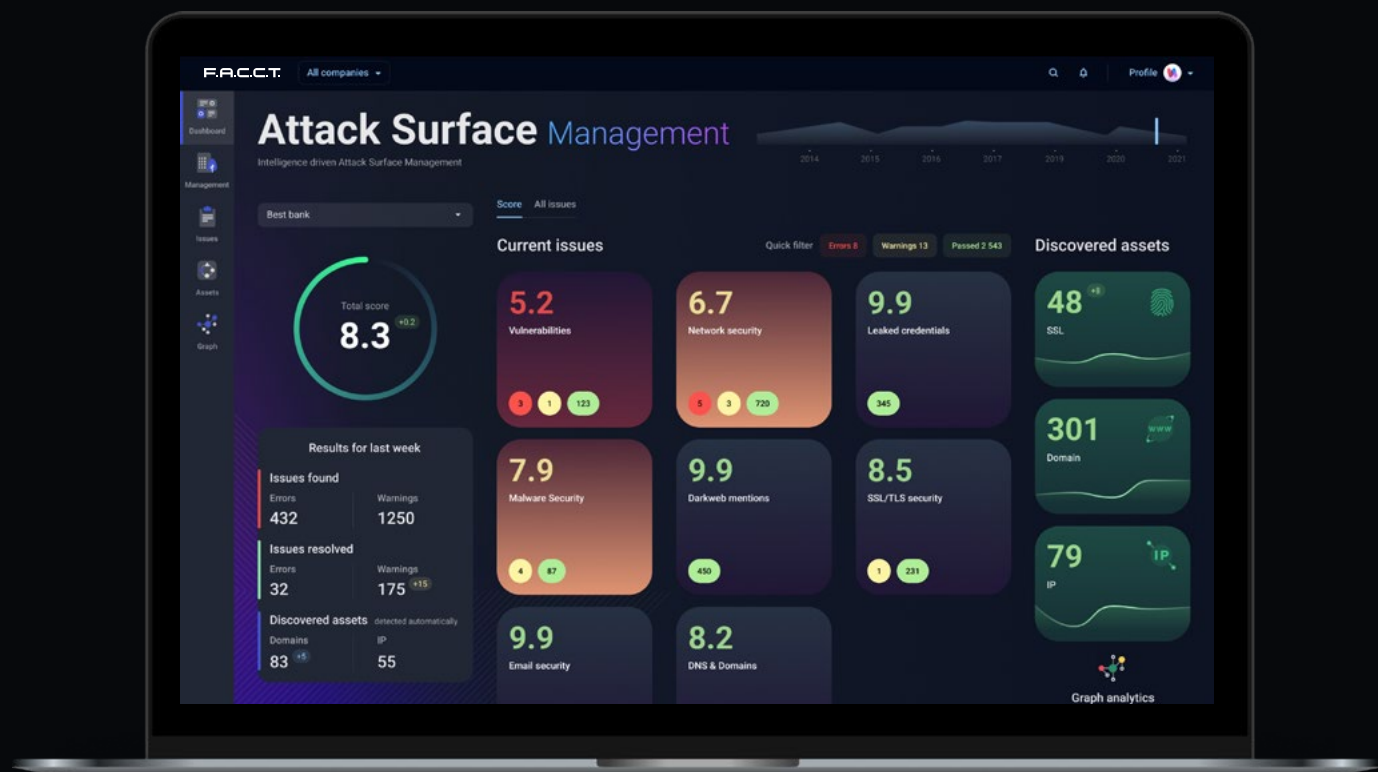 F.A.C.C.T.
All companies
Profile
Dashboard
Management
Issues
Assets
Graph
Attack Surface Management
Intelligence driven Attack Surface Management
2014 2015 2016 2017 2019 2020 2021
Best bank
Total score
8.3 +0.2
Results for last week
Issues found
Errors Warnings
432 1250
Issues resolved
Errors Warnings
32 175 +15
Discovered assets detected automatically
Domains IP
83 +5 55
Score All issues
Current issues
Quick filter Errors 8 Warnings 13 Passed 2 543
5.2
Vulnerabilities
3 1 123
6.7
Network security
5 3 720
9.9
Leaked credentials
345
7.9
Malware Security
4 87
9.9
Darkweb mentions
450
8.5
SSL/TLS security
1 231
9.9
Email security
8.2
DNS & Domains
Discovered assets
48 +8
SSL
301
www
Domain
79
IP
IP
Graph analytics